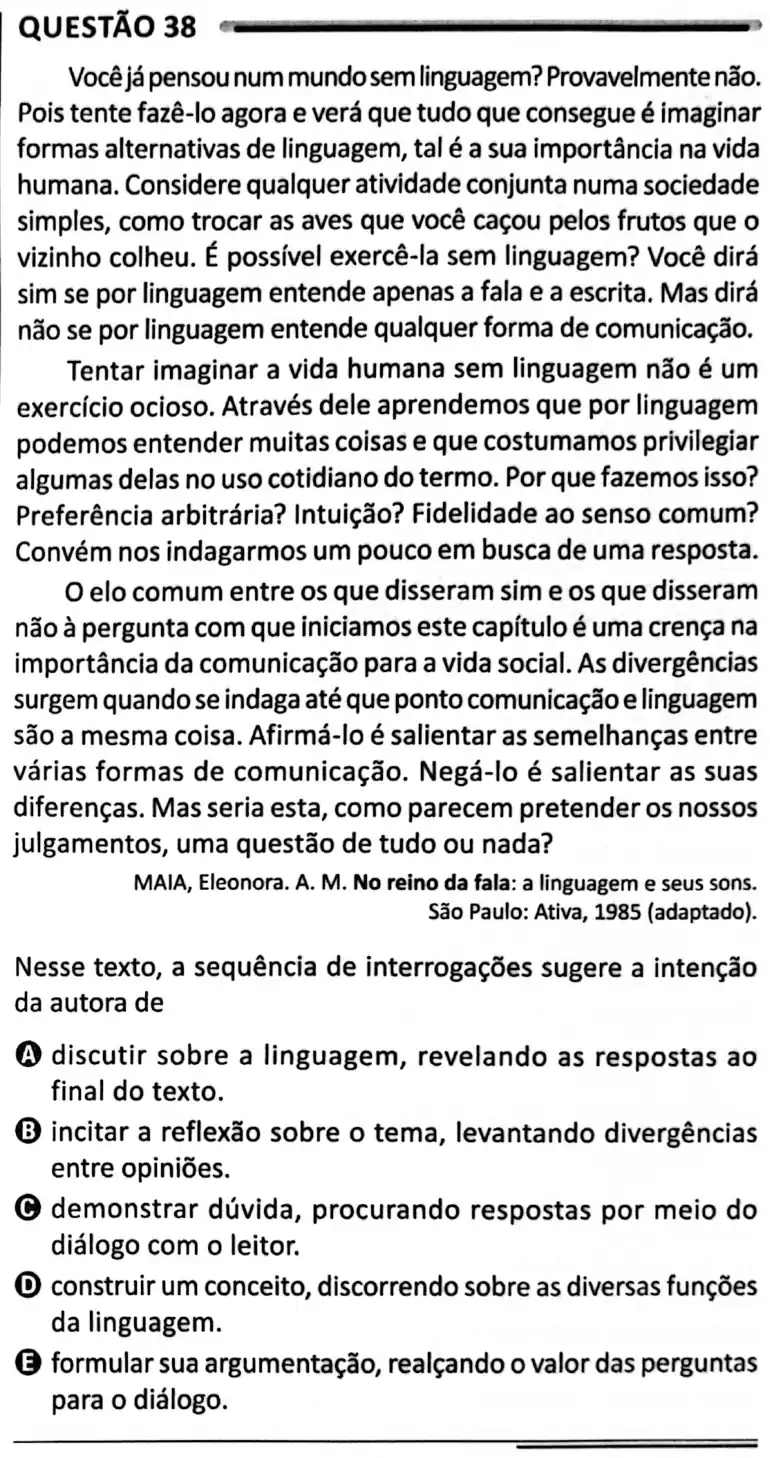 QUESTÃO 38
Você já pensou num mundo sem linguagem? Provavelmente não.
Pois tente fazê-lo agora e verá que tudo que consegue é imaginar
formas alternativas de linguagem, tal é a sua importância na vida
humana. Considere qualquer atividade conjunta numa sociedade
simples, como trocar as aves que você caçou pelos frutos que o
vizinho colheu. É possível exercê-la sem linguagem? Você dirá
sim se por linguagem entende apenas a fala e a escrita. Mas dirá
não se por linguagem entende qualquer forma de comunicação.
Tentar imaginar a vida humana sem linguagem não é um
exercício ocioso. Através dele aprendemos que por linguagem
podemos entender muitas coisas e que costumamos privilegiar
algumas delas no uso cotidiano do termo. Por que fazemos isso?
Preferência arbitrária? Intuição? Fidelidade ao senso comum?
Convém nos indagarmos um pouco em busca de uma resposta.
O elo comum entre os que disseram sim e os que disseram
não à pergunta com que iniciamos este capítulo é uma crença na
importância da comunicação para a vida social. As divergências
surgem quando se indaga até que ponto comunicação e linguagem
são a mesma coisa. Afirmá-lo é salientar as semelhanças entre
várias formas de comunicação. Negá-lo é salientar as suas
diferenças. Mas seria esta, como parecem pretender os nossos
julgamentos, uma questão de tudo ou nada?
MAIA, Eleonora. A. M. No reino da fala: a linguagem e seus sons.
São Paulo: Ativa, 1985 (adaptado).
Nesse texto, a sequência de interrogações sugere a intenção
da autora de
A discutir sobre a linguagem, revelando as respostas ao
final do texto.
B incitar a reflexão sobre o tema, levantando divergências
entre opiniões.
C demonstrar dúvida, procurando respostas por meio do
diálogo com o leitor.
D construir um conceito, discorrendo sobre as diversas funções
da linguagem.
E formular sua argumentação, realçando o valor das perguntas
para o diálogo.